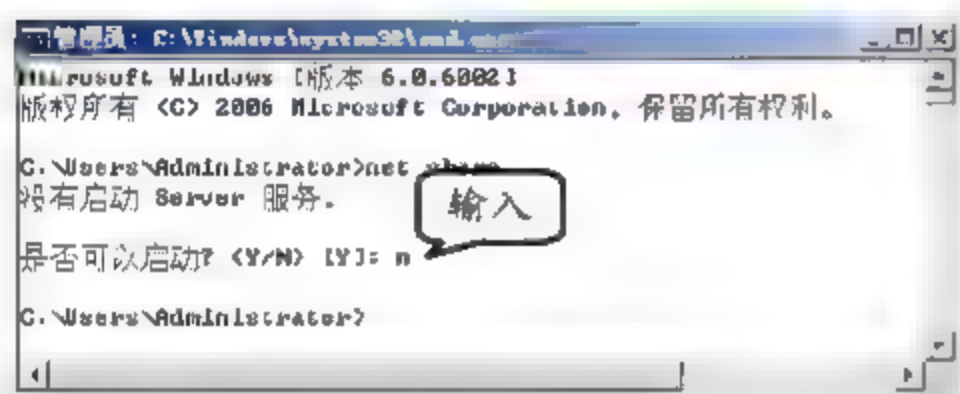 管理员: C:\Windows\system32\cmd.exe
Microsoft Windows [版本 6.0.6002]
版权所有 <C> 2006 Microsoft Corporation。保留所有权利。
C:\Users\Administrator>net share
没有启动 Server 服务。
输入
是否可以启动? <Y/N> [Y]: n
C:\Users\Administrator>